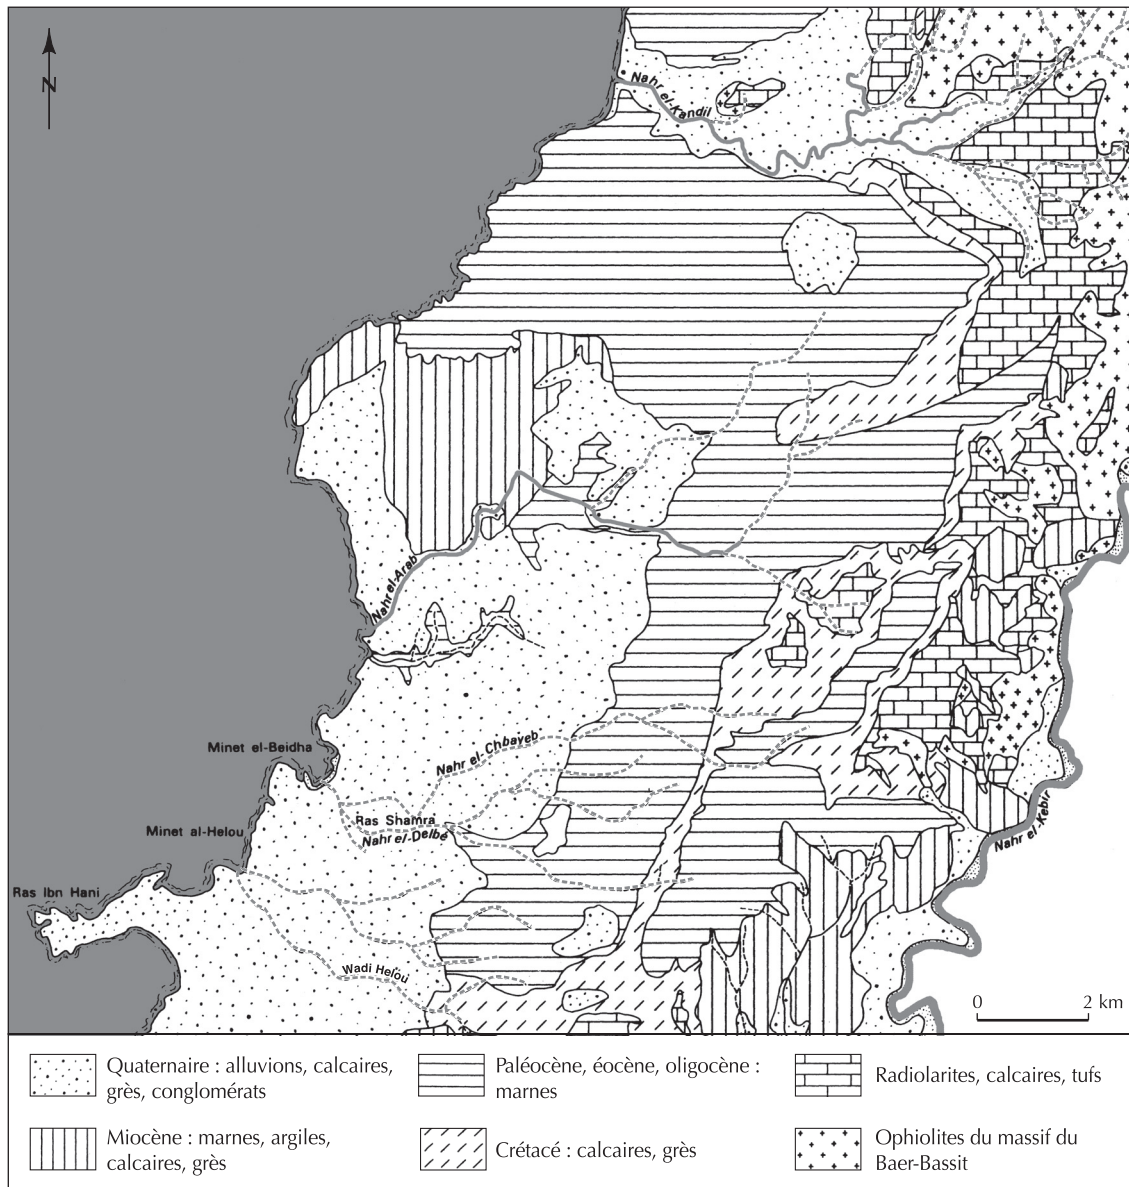 N
Nahr el-Kandil
Nahr el-Arab
Minet el-Beidha
Nahr el-Chbayeb
Minet al-Helou
Ras Shamra
Nahr el-Delbé
Nahr el-Kebir
Ras Ibn Hani
Wadi Helou
0 2 km
Quaternaire : alluvions, calcaires,
grès, conglomérats
Paléocène, éocène, oligocène :
marnes
Radiolarites, calcaires, tufs
Miocène : marnes, argiles,
calcaires, grès
Crétacé : calcaires, grès
Ophiolites du massif du
Baer-Bassit